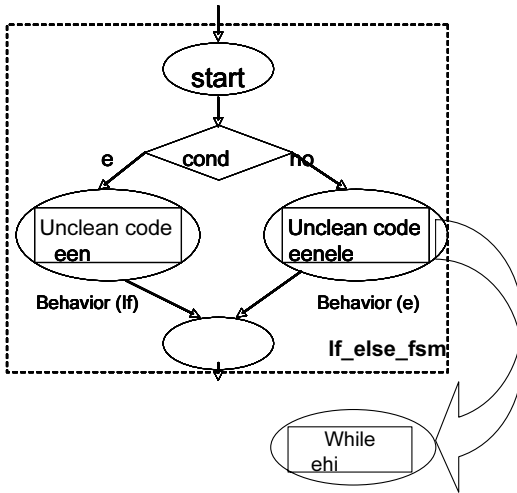 start
e cond no
Unclean code
een
Unclean code
eenele
Behavior (If)
Behavior (e)
If_else_fsm
While
ehi